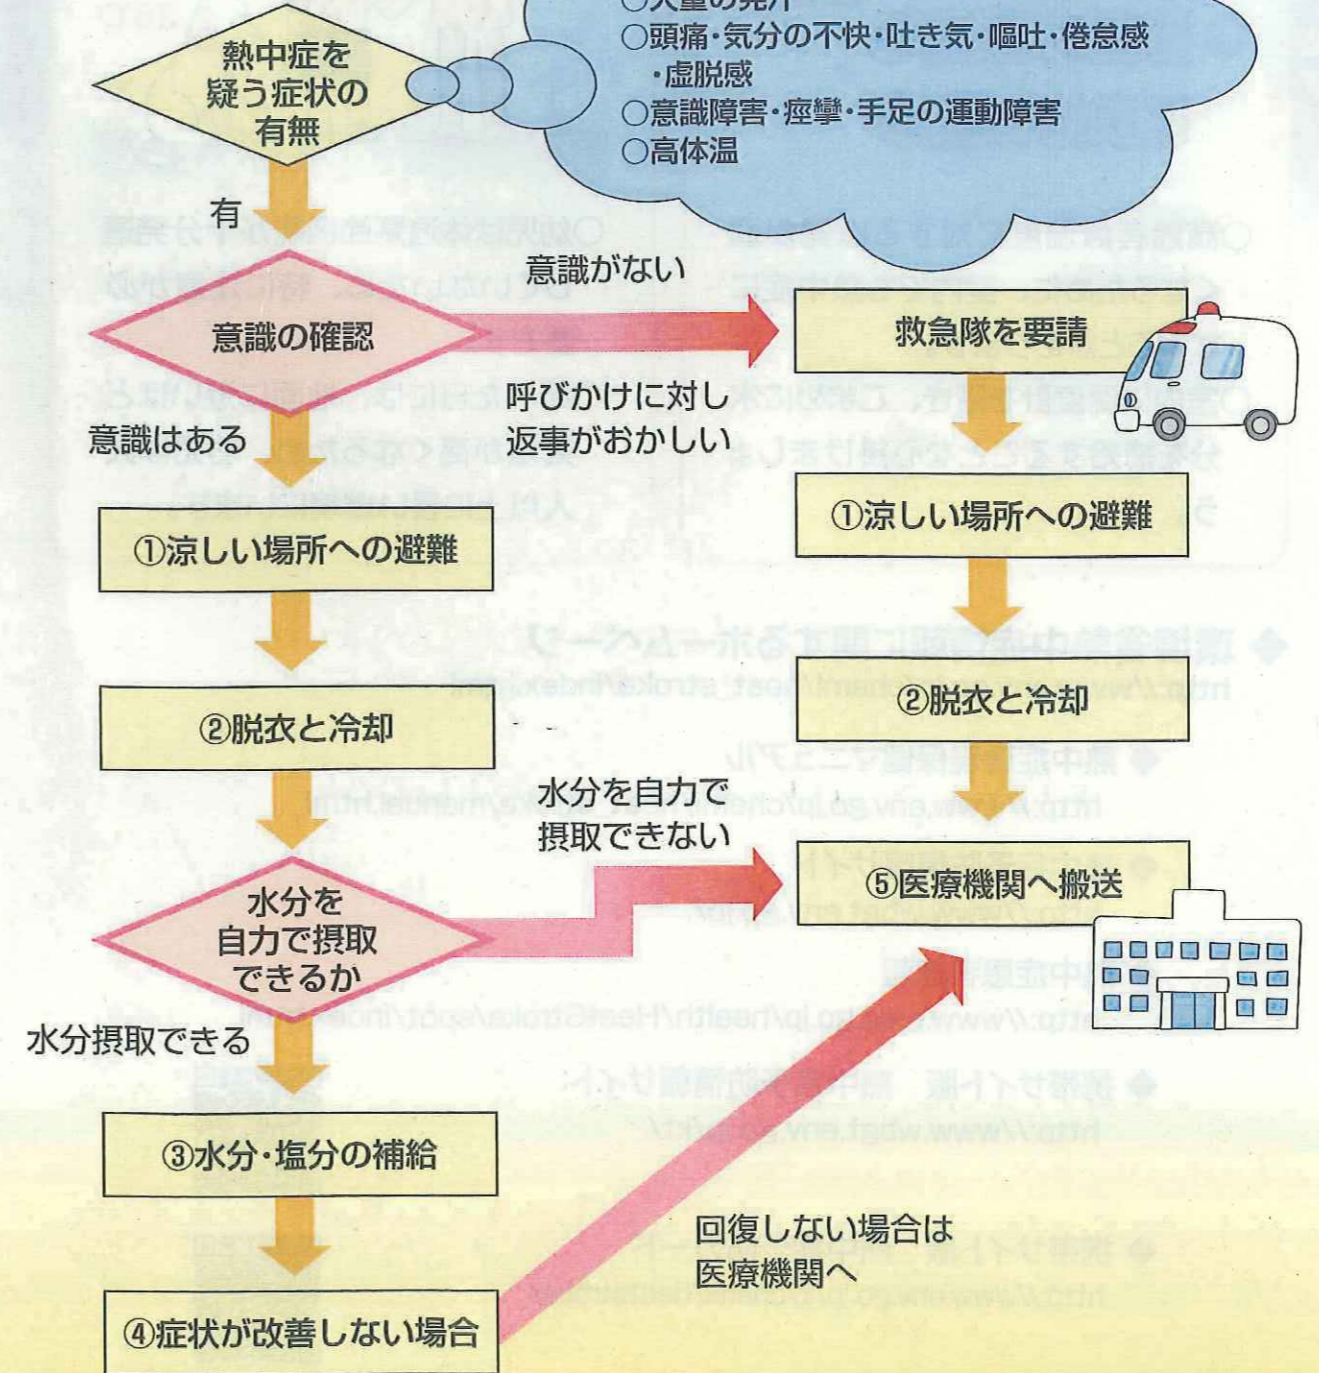 ○大量の発汗
○頭痛・気分の不快・吐き気・嘔吐・倦怠感
・虚脱感
○意識障害・痙攣・手足の運動障害
○高体温
熱中症を
疑う症状の
有無
有
意識の確認
意識がない
呼びかけに対し
返事がおかしい
救急隊を要請
意識はある
①涼しい場所への避難
①涼しい場所への避難
②脱衣と冷却
②脱衣と冷却
水分を自力で
摂取できない
水分を
自力で摂取
できるか
⑤医療機関へ搬送
水分摂取できる
③水分・塩分の補給
回復しない場合は
医療機関へ
④症状が改善しない場合